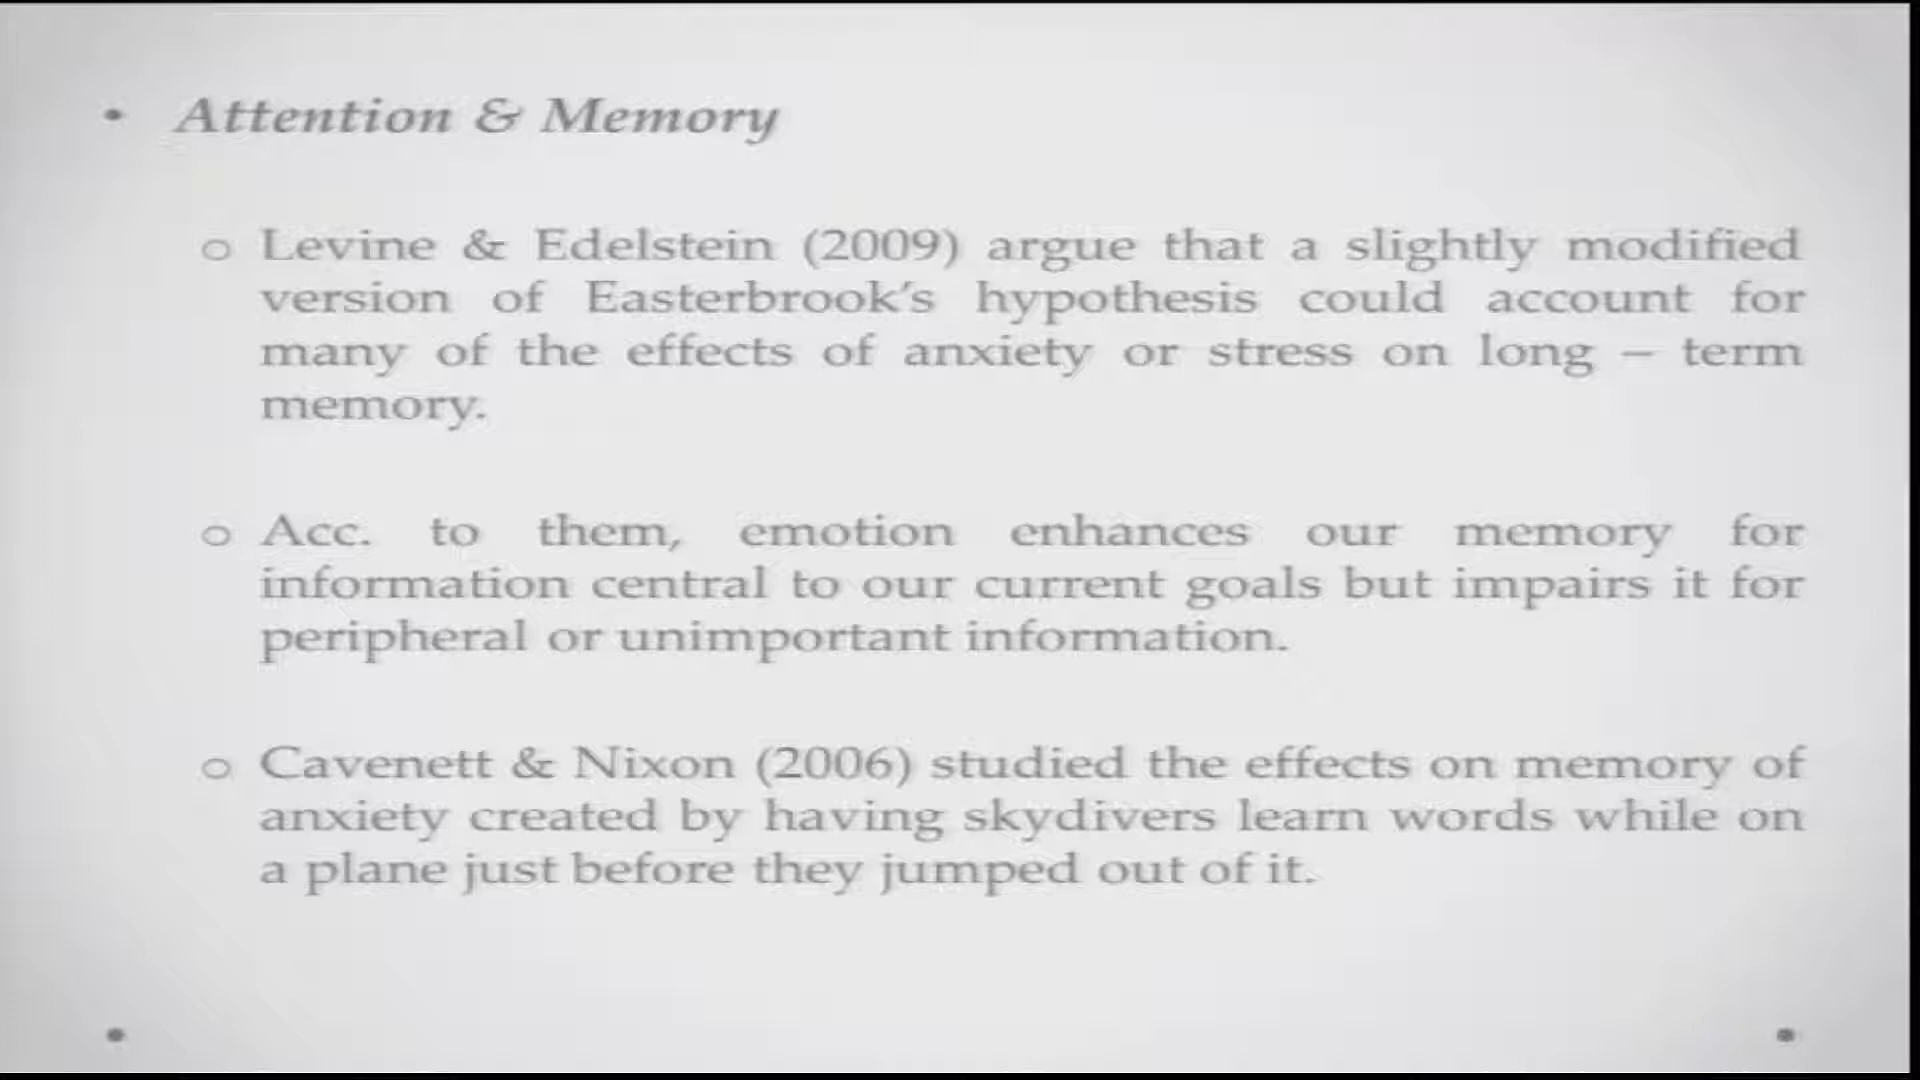 • Attention & Memory
o Levine & Edelstein (2009) argue that a slightly modified
version of Easterbrook's hypothesis could account for
many of the effects of anxiety or stress on long – term
memory.
o Acc. to them, emotion enhances our memory for
information central to our current goals but impairs it for
peripheral or unimportant information.
o Cavenett & Nixon (2006) studied the effects on memory of
anxiety created by having skydivers learn words while on
a plane just before they jumped out of it.